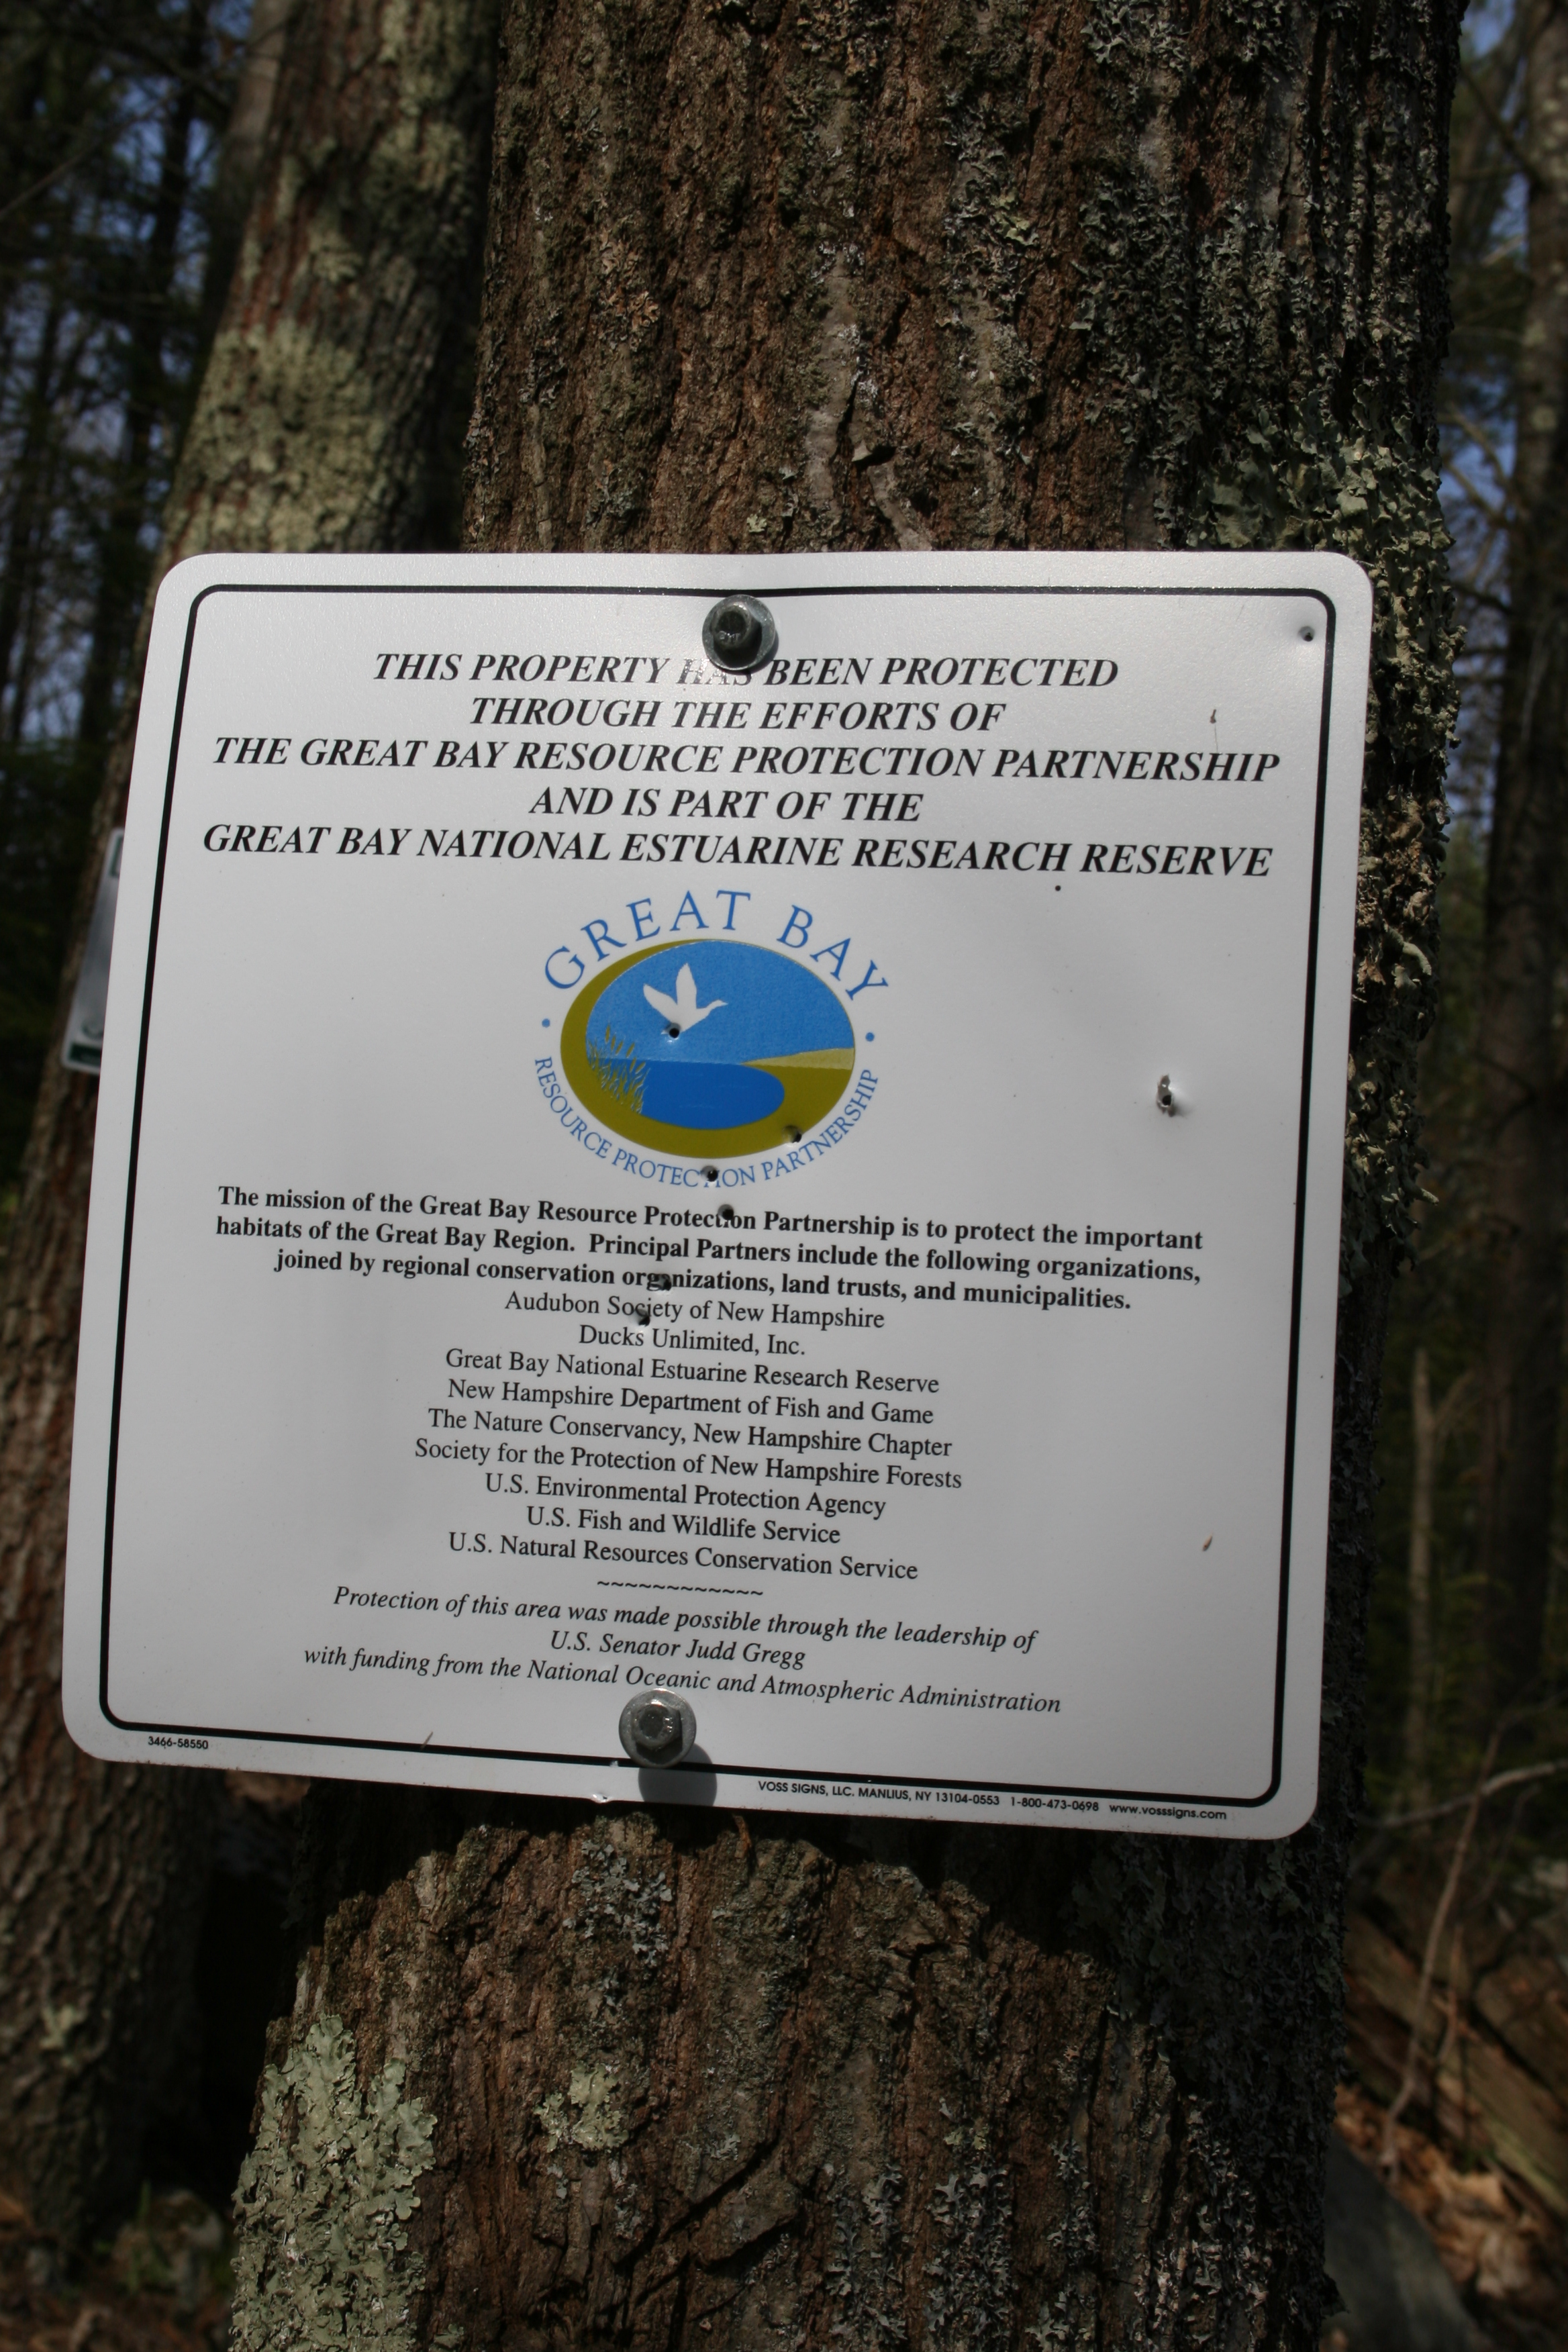 THIS PROPERTY HAS BEEN PROTECTED
THROUGH THE EFFORTS OF
THE GREAT BAY RESOURCE PROTECTION PARTNERSHIP
AND IS PART OF THE
GREAT BAY NATIONAL ESTUARINE RESEARCH RESERVE
GREAT BAY
RESOURCE PROTECTION PARTNERSHIP
The mission of the Great Bay Resource Protection Partnership is to protect the important
habitats of the Great Bay Region. Principal Partners include the following organizations,
joined by regional conservation organizations, land trusts, and municipalities.
Audubon Society of New Hampshire
Ducks Unlimited, Inc.
Great Bay National Estuarine Research Reserve
New Hampshire Department of Fish and Game
The Nature Conservancy, New Hampshire Chapter
Society for the Protection of New Hampshire Forests
U.S. Environmental Protection Agency
U.S. Fish and Wildlife Service
U.S. Natural Resources Conservation Service
~~~~~~~~~~~~
Protection of this area was made possible through the leadership of
U.S. Senator Judd Gregg
with funding from the National Oceanic and Atmospheric Administration
3466-58550
VOSS SIGNS, LLC. MANLIUS, NY 13104-0553 1-800-473-0698 www.vosssigns.com